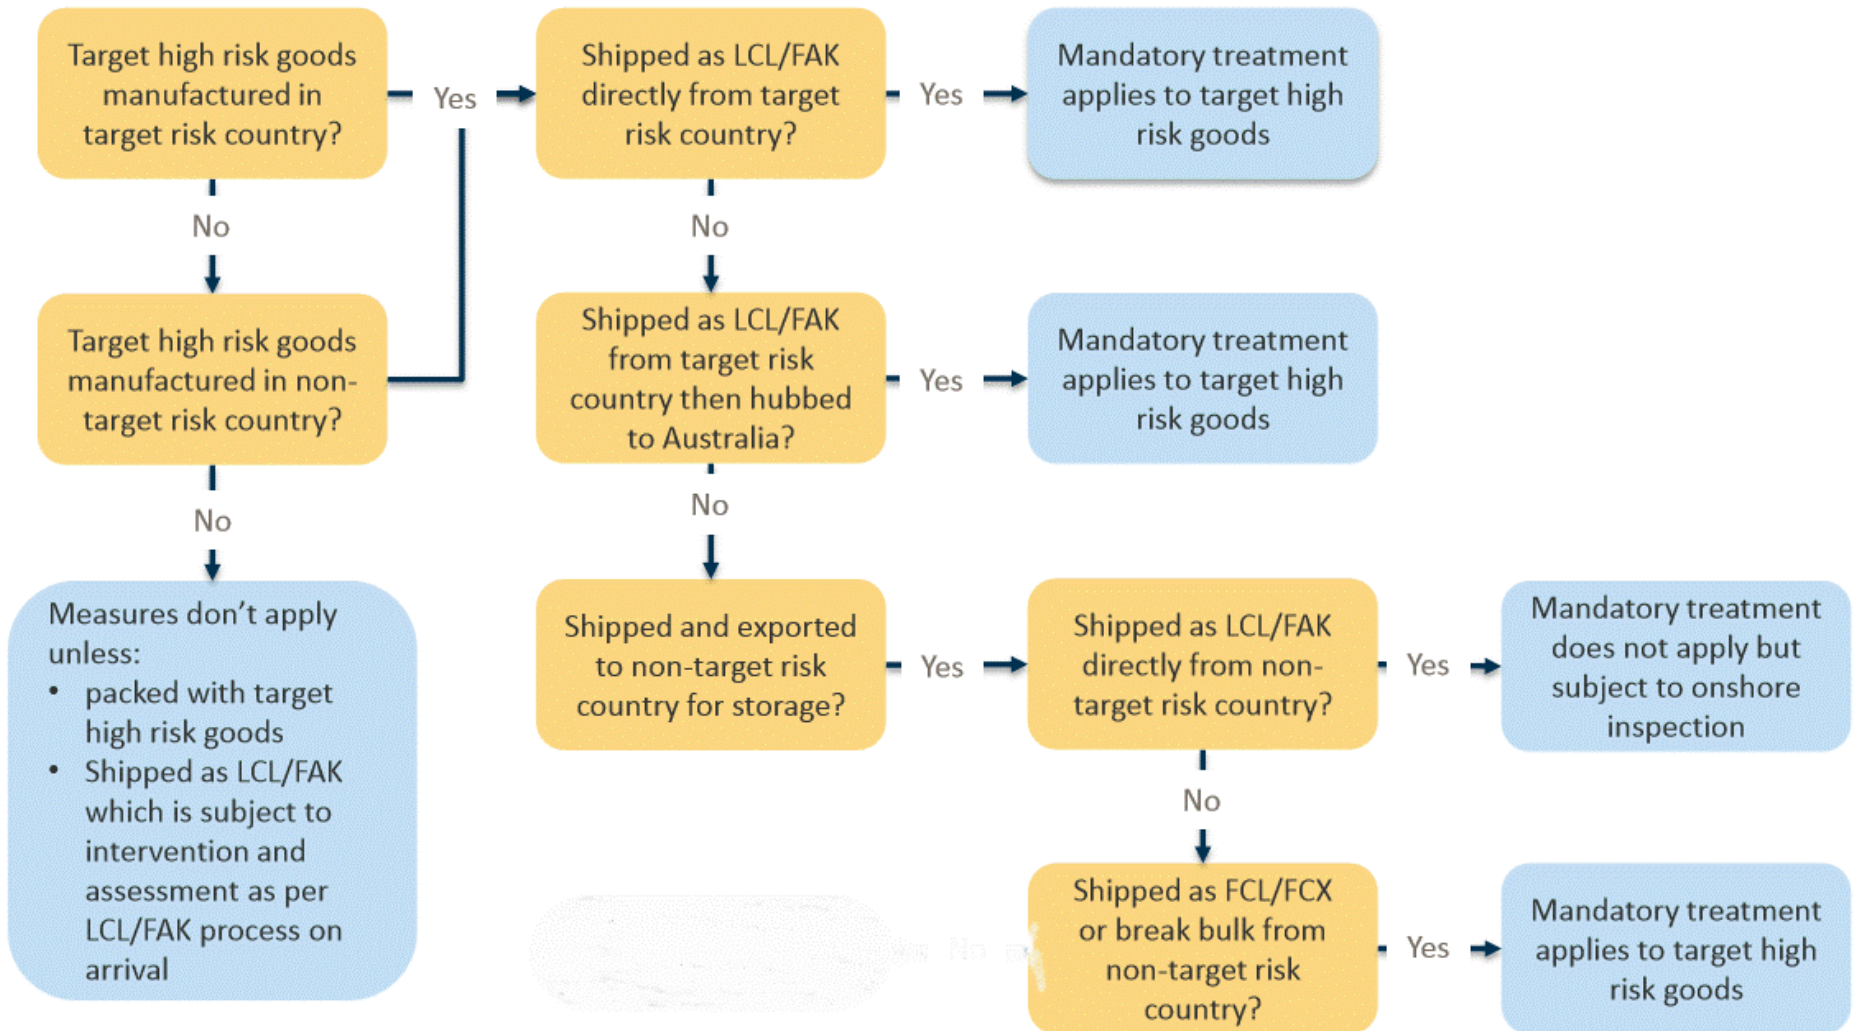 Target high risk goods
manufactured in
target risk country?
Yes
Shipped as LCL/FAK
directly from target
risk country?
Yes
Mandatory treatment
applies to target high
risk goods
No
No
Target high risk goods
manufactured in non-
target risk country?
Shipped as LCL/FAK
from target risk
country then hubbed
to Australia?
Yes
Mandatory treatment
applies to target high
risk goods
No
No
Measures don’t apply
unless:
• packed with target
high risk goods
• Shipped as LCL/FAK
which is subject to
intervention and
assessment as per
LCL/FAK process on
arrival
Shipped and exported
to non-target risk
country for storage?
Yes
Shipped as LCL/FAK
directly from non-
target risk country?
Yes
Mandatory treatment
does not apply but
subject to onshore
inspection
No
No
Shipped as FCL/FCX
or break bulk from
non-target risk
country?
Yes
Mandatory treatment
applies to target high
risk goods